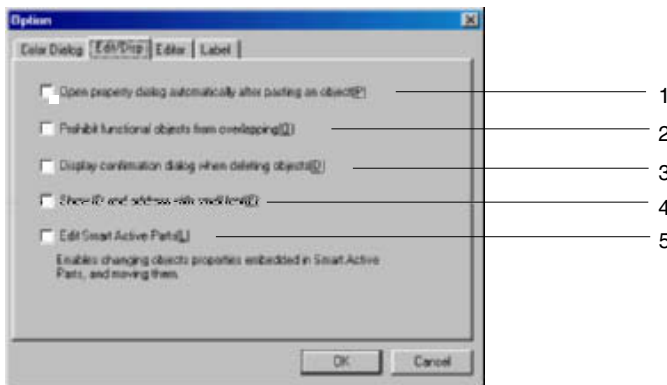 Option
Color Dialog Edit/Disp Editor Label
Open property dialog automatically after pasting an object(P) 1
Prohibit functional objects from overlapping(O) 2
Display confirmation dialog when deleting objects(D) 3
Show ID and address with small font 4
Edit Smart Active Parts(L) 5
Enables changing objects properties embedded in Smart Active
Parts, and moving them.
OK Cancel